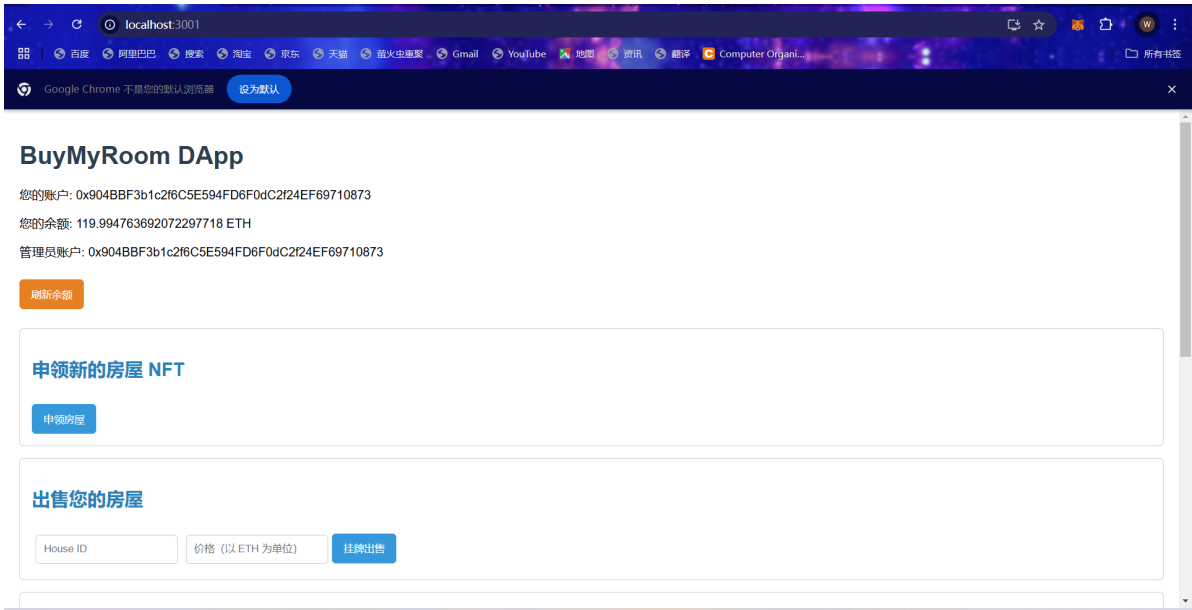 localhost:3001
W
百度 阿里巴巴 搜索 淘宝 京东 天猫 萤火虫重聚 Gmail YouTube 地图 资讯 翻译 C Computer Organi... 所有书签
Google Chrome 不是您的默认浏览器 设为默认
BuyMyRoom DApp
您的账户: 0x904BBF3b1c2f6C5E594FD6F0dC2f24EF69710873
您的余额: 119.994763692072297718 ETH
管理员账户: 0x904BBF3b1c2f6C5E594FD6F0dC2f24EF69710873
刷新余额
申领新的房屋 NFT
申领房屋
出售您的房屋
House ID 价格（以 ETH 为单位） 挂牌出售